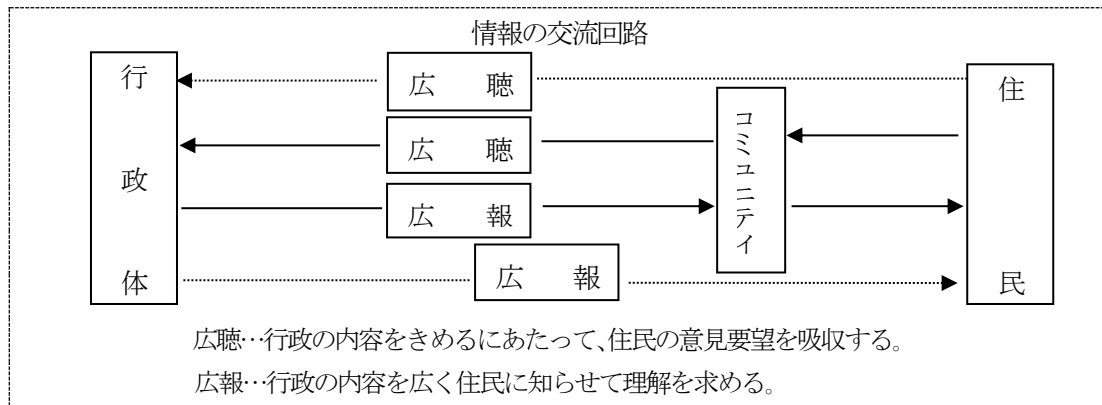 情報の交流回路
行政体
広　聴
広　聴
広　報
広　報
コミュニテイ
住民
広聴…行政の内容をきめるにあたって、住民の意見要望を吸収する。
広報…行政の内容を広く住民に知らせて理解を求める。